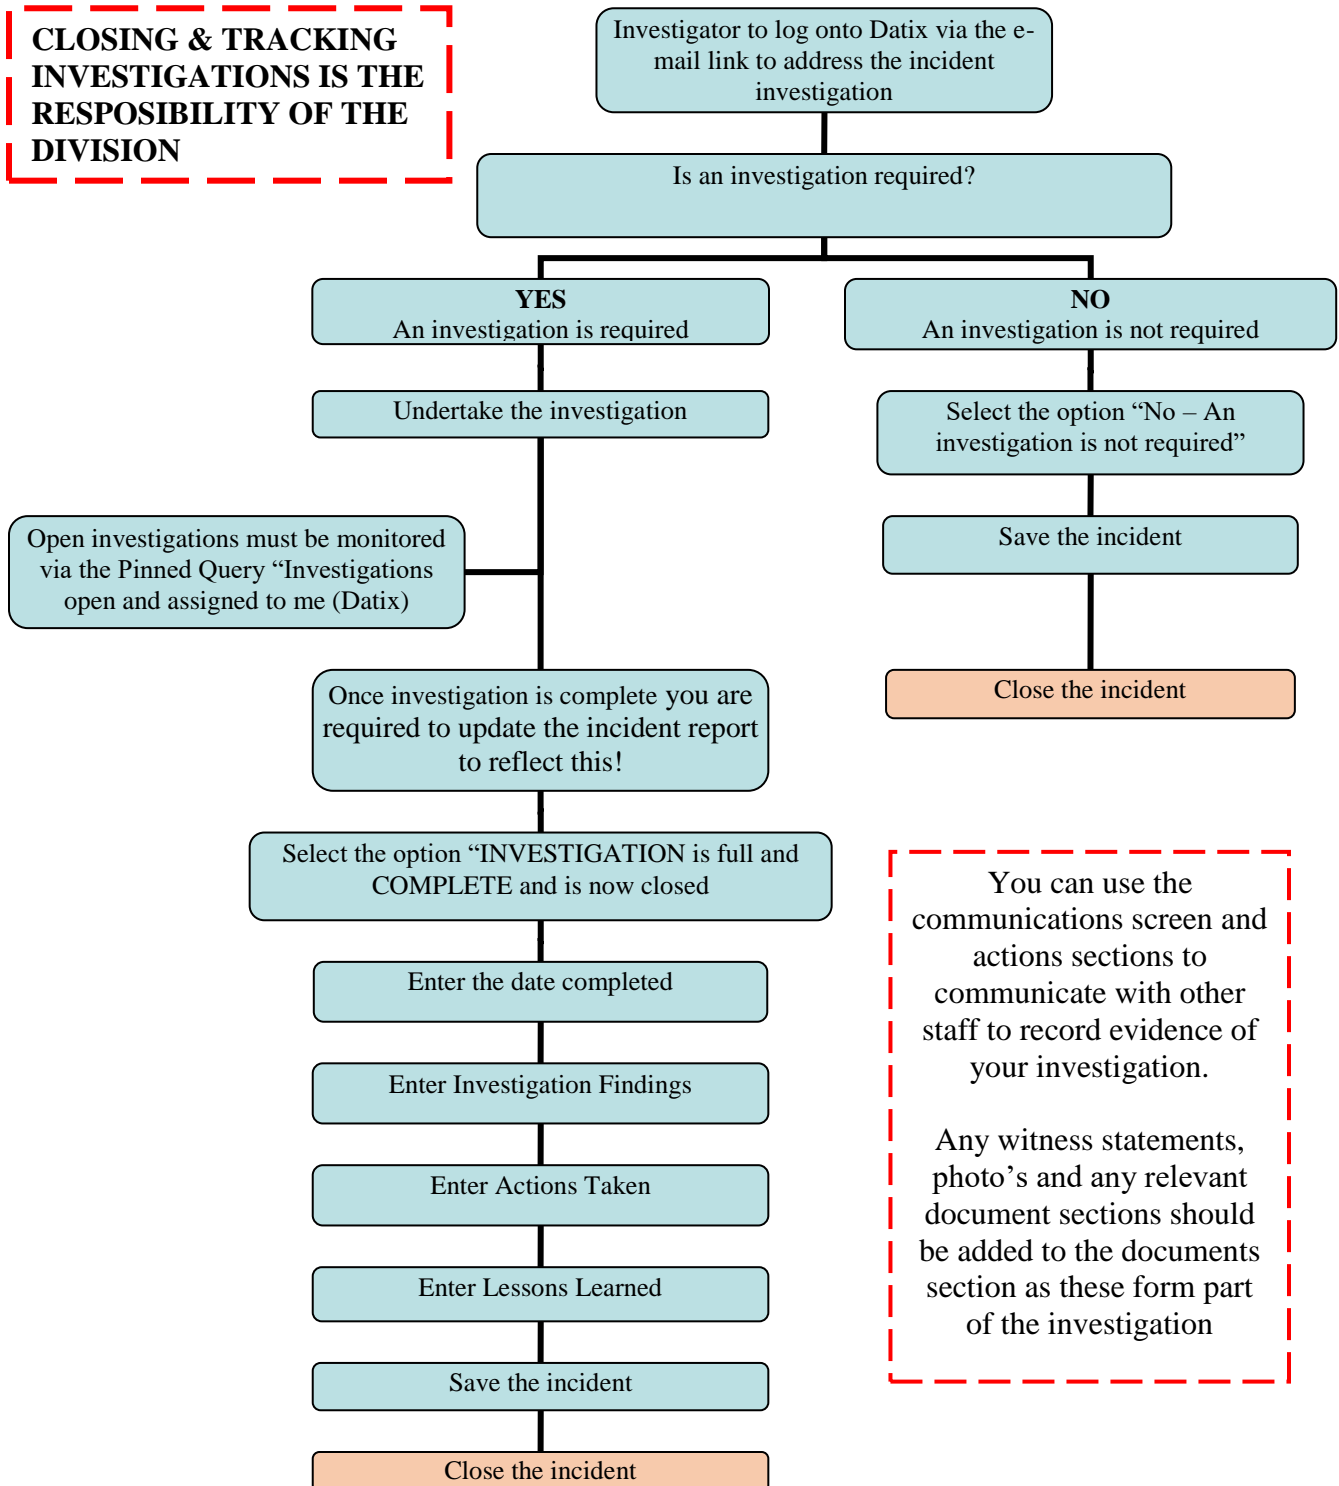 CLOSING & TRACKING
INVESTIGATIONS IS THE
RESPOSIBILITY OF THE
DIVISION
Investigator to log onto Datix via the e-
mail link to address the incident
investigation
Is an investigation required?
YES
An investigation is required
NO
An investigation is not required
Undertake the investigation
Select the option “No – An
investigation is not required”
Open investigations must be monitored
via the Pinned Query “Investigations
open and assigned to me (Datix)
Save the incident
Once investigation is complete you are
required to update the incident report
to reflect this!
Close the incident
Select the option “INVESTIGATION is full and
COMPLETE and is now closed
Enter the date completed
Enter Investigation Findings
Enter Actions Taken
Enter Lessons Learned
Save the incident
Close the incident
You can use the
communications screen and
actions sections to
communicate with other
staff to record evidence of
your investigation.
Any witness statements,
photo’s and any relevant
document sections should
be added to the documents
section as these form part
of the investigation